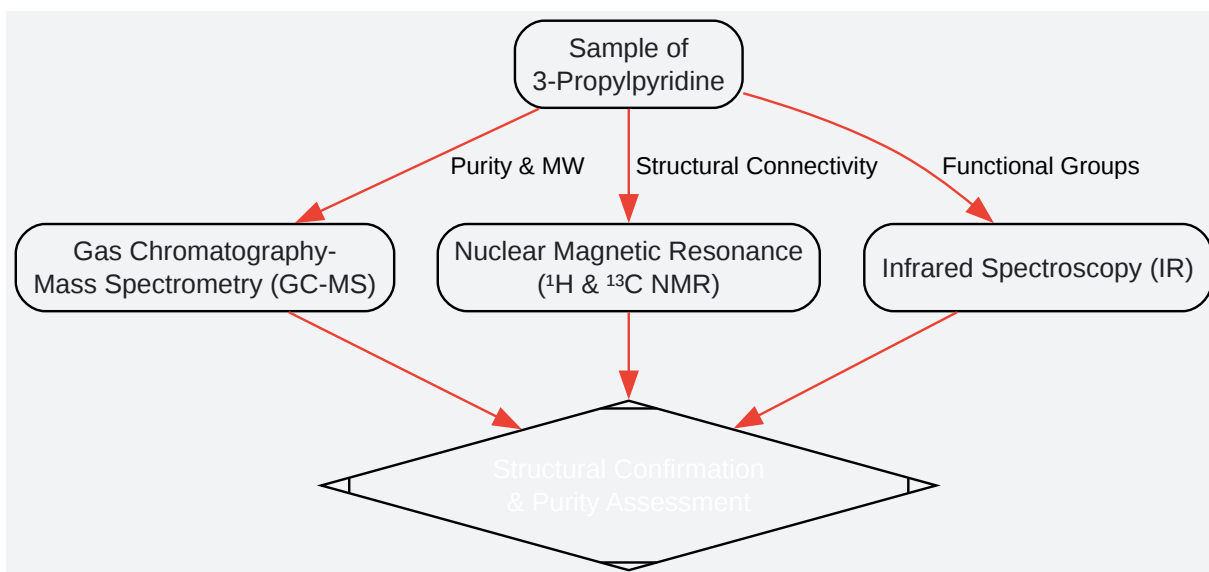 Sample of
3-Propylpyridine
Purity & MW
Structural Connectivity
Functional Groups
Gas Chromatography-
Mass Spectrometry (GC-MS)
Nuclear Magnetic Resonance
(¹H & ¹³C NMR)
Infrared Spectroscopy (IR)
Structural Confirmation
& Purity Assessment